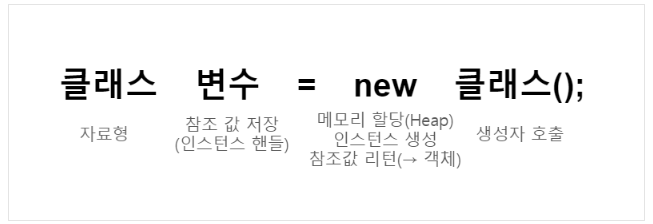 클래스 변수 = new 클래스();
자료형
참조 값 저장
(인스턴스 핸들)
메모리 할당(Heap)
인스턴스 생성
참조값 리턴(→ 객체)
생성자 호출